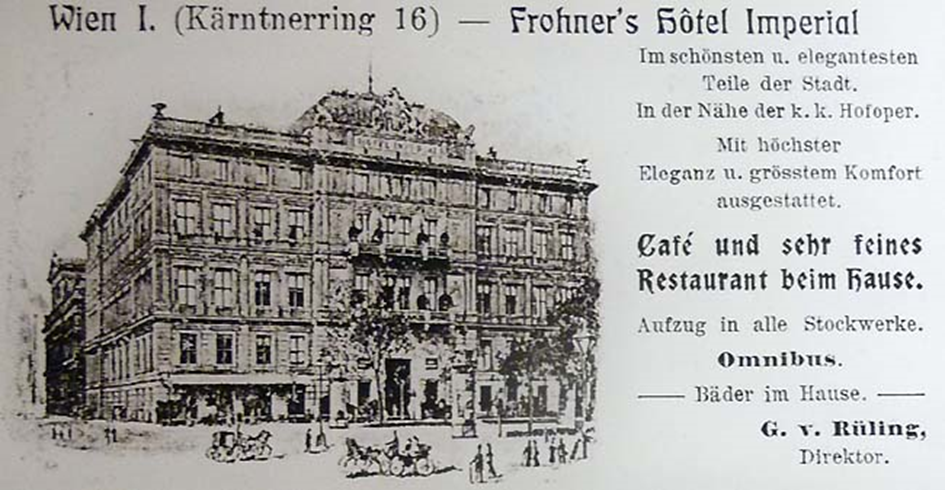 Wien I. (Kärntnerring 16) — Frohner's Hôtel Imperial
Im schönsten u. elegantesten
Teile der Stadt.
In der Nähe der k. k. Hofoper.
Mit höchster
Eleganz u. grösstem Komfort
ausgestattet.
Café und sehr feines
Restaurant beim Hause.
Aufzug in alle Stockwerke.
Omnibus.
—— Bäder im Hause. ——
G. v. Rüling,
Direktor.